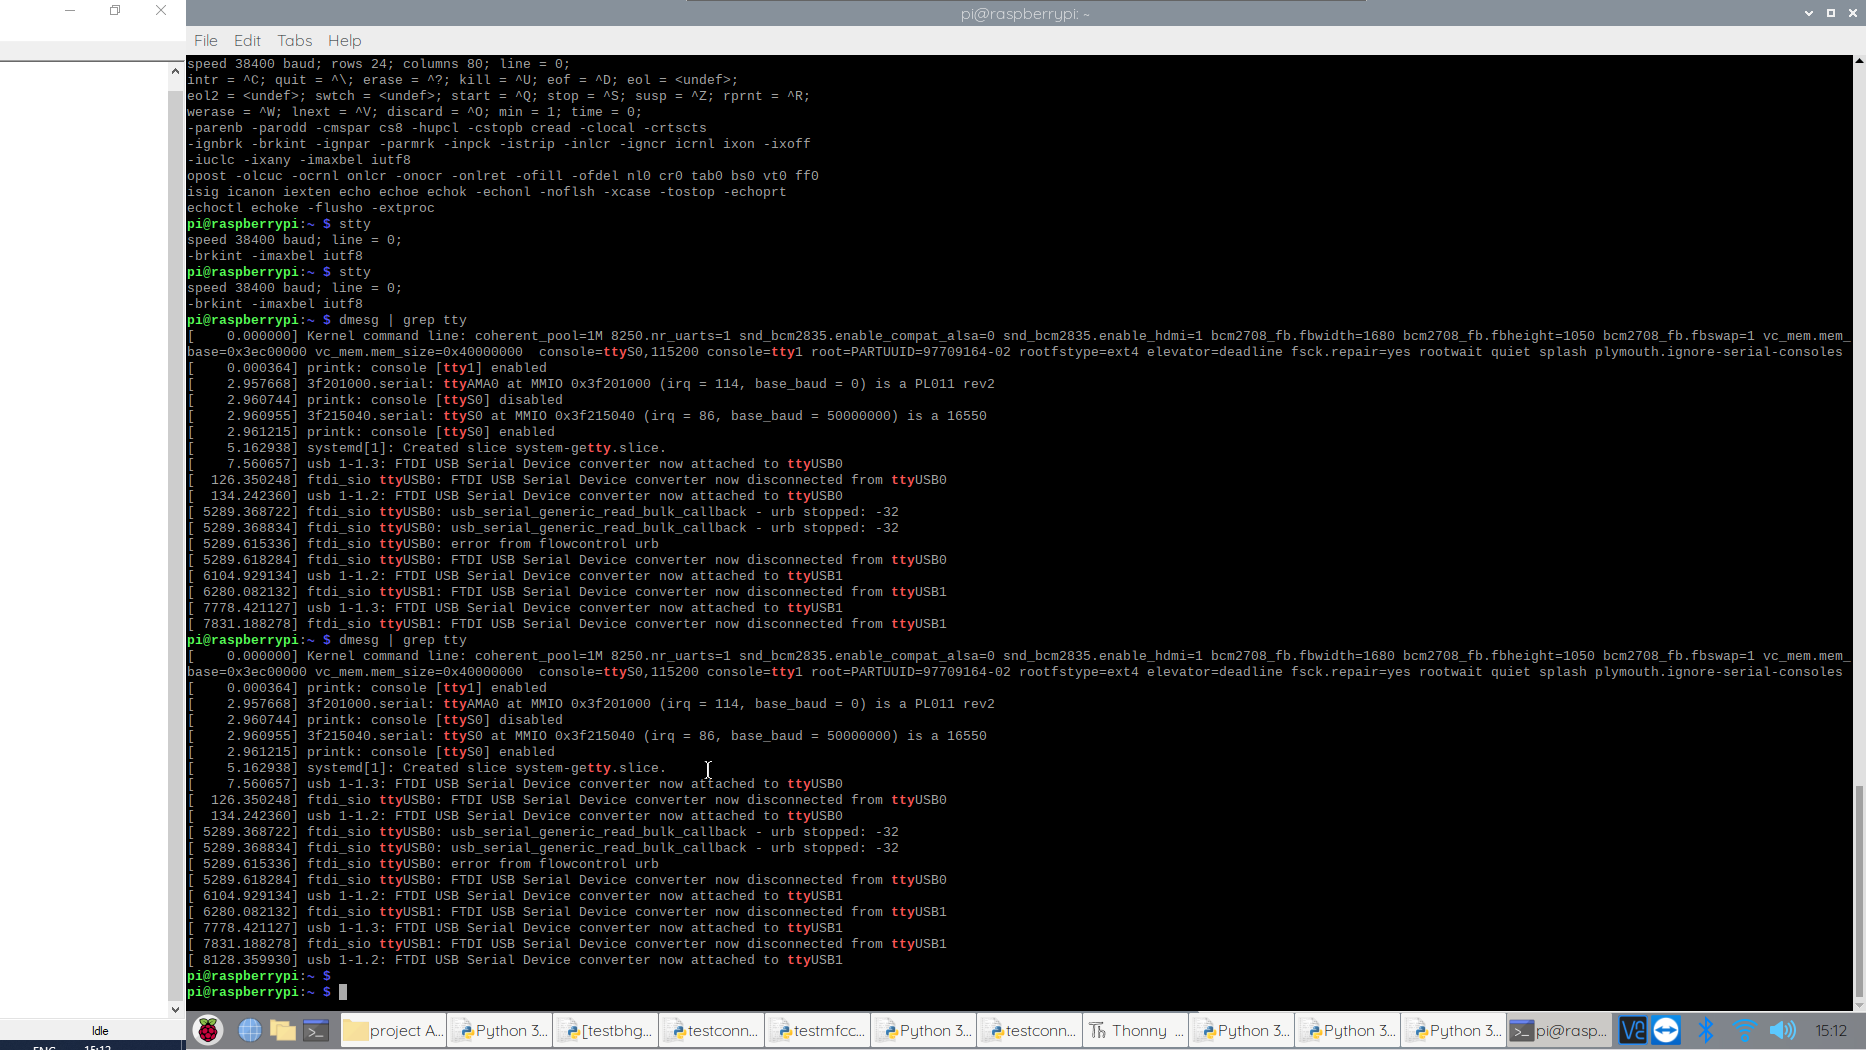 pi@raspberrypi: ~
File Edit Tabs Help
speed 38400 baud; rows 24; columns 80; line = 0;
intr = ^C; quit = ^\; erase = ^?; kill = ^U; eof = ^D; eol = <undef>;
eol2 = <undef>; swtch = <undef>; start = ^Q; stop = ^S; susp = ^Z; rprnt = ^R;
werase = ^W; lnext = ^V; discard = ^O; min = 1; time = 0;
-parenb -parodd -cmspar cs8 -hupcl -cstopb cread -clocal -crtscts
-ignbrk -brkint -ignpar -parmrk -inpck -istrip -inlcr -igncr icrnl ixon -ixoff
-iuclc -ixany -imaxbel iutf8
opost -olcuc -ocrnl onlcr -onocr -onlret -ofill -ofdel nl0 cr0 tab0 bs0 vt0 ff0
isig icanon iexten echo echoe echok -echonl -noflsh -xcase -tostop -echoprt
echoctl echoke -flusho -extproc
pi@raspberrypi:~ $ stty
speed 38400 baud; line = 0;
-brkint -imaxbel iutf8
pi@raspberrypi:~ $ stty
speed 38400 baud; line = 0;
-brkint -imaxbel iutf8
pi@raspberrypi:~ $ dmesg | grep tty
[    0.000000] Kernel command line: coherent_pool=1M 8250.nr_uarts=1 snd_bcm2835.enable_compat_alsa=0 snd_bcm2835.enable_hdmi=1 bcm2708_fb.fbwidth=1680 bcm2708_fb.fbheight=1050 bcm2708_fb.fbswap=1 vc_mem.mem_
base=0x3ec00000 vc_mem.mem_size=0x40000000  console=ttyS0,115200 console=tty1 root=PARTUUID=97709164-02 rootfstype=ext4 elevator=deadline fsck.repair=yes rootwait quiet splash plymouth.ignore-serial-consoles
[    0.000364] printk: console [tty1] enabled
[    2.957668] 3f201000.serial: ttyAMA0 at MMIO 0x3f201000 (irq = 114, base_baud = 0) is a PL011 rev2
[    2.960744] printk: console [ttyS0] disabled
[    2.960955] 3f215040.serial: ttyS0 at MMIO 0x3f215040 (irq = 86, base_baud = 50000000) is a 16550
[    2.961215] printk: console [ttyS0] enabled
[    5.162938] systemd[1]: Created slice system-getty.slice.
[    7.560657] usb 1-1.3: FTDI USB Serial Device converter now attached to ttyUSB0
[  126.350248] ftdi_sio ttyUSB0: FTDI USB Serial Device converter now disconnected from ttyUSB0
[  134.242360] usb 1-1.2: FTDI USB Serial Device converter now attached to ttyUSB0
[ 5289.368722] ftdi_sio ttyUSB0: usb_serial_generic_read_bulk_callback - urb stopped: -32
[ 5289.368834] ftdi_sio ttyUSB0: usb_serial_generic_read_bulk_callback - urb stopped: -32
[ 5289.615336] ftdi_sio ttyUSB0: error from flowcontrol urb
[ 5289.618284] ftdi_sio ttyUSB0: FTDI USB Serial Device converter now disconnected from ttyUSB0
[ 6104.929134] usb 1-1.2: FTDI USB Serial Device converter now attached to ttyUSB1
[ 6280.082132] ftdi_sio ttyUSB1: FTDI USB Serial Device converter now disconnected from ttyUSB1
[ 7778.421127] usb 1-1.3: FTDI USB Serial Device converter now attached to ttyUSB1
[ 7831.188278] ftdi_sio ttyUSB1: FTDI USB Serial Device converter now disconnected from ttyUSB1
pi@raspberrypi:~ $ dmesg | grep tty
[    0.000000] Kernel command line: coherent_pool=1M 8250.nr_uarts=1 snd_bcm2835.enable_compat_alsa=0 snd_bcm2835.enable_hdmi=1 bcm2708_fb.fbwidth=1680 bcm2708_fb.fbheight=1050 bcm2708_fb.fbswap=1 vc_mem.mem_
base=0x3ec00000 vc_mem.mem_size=0x40000000  console=ttyS0,115200 console=tty1 root=PARTUUID=97709164-02 rootfstype=ext4 elevator=deadline fsck.repair=yes rootwait quiet splash plymouth.ignore-serial-consoles
[    0.000364] printk: console [tty1] enabled
[    2.957668] 3f201000.serial: ttyAMA0 at MMIO 0x3f201000 (irq = 114, base_baud = 0) is a PL011 rev2
[    2.960744] printk: console [ttyS0] disabled
[    2.960955] 3f215040.serial: ttyS0 at MMIO 0x3f215040 (irq = 86, base_baud = 50000000) is a 16550
[    2.961215] printk: console [ttyS0] enabled
[    5.162938] systemd[1]: Created slice system-getty.slice.
[    7.560657] usb 1-1.3: FTDI USB Serial Device converter now attached to ttyUSB0
[  126.350248] ftdi_sio ttyUSB0: FTDI USB Serial Device converter now disconnected from ttyUSB0
[  134.242360] usb 1-1.2: FTDI USB Serial Device converter now attached to ttyUSB0
[ 5289.368722] ftdi_sio ttyUSB0: usb_serial_generic_read_bulk_callback - urb stopped: -32
[ 5289.368834] ftdi_sio ttyUSB0: usb_serial_generic_read_bulk_callback - urb stopped: -32
[ 5289.615336] ftdi_sio ttyUSB0: error from flowcontrol urb
[ 5289.618284] ftdi_sio ttyUSB0: FTDI USB Serial Device converter now disconnected from ttyUSB0
[ 6104.929134] usb 1-1.2: FTDI USB Serial Device converter now attached to ttyUSB1
[ 6280.082132] ftdi_sio ttyUSB1: FTDI USB Serial Device converter now disconnected from ttyUSB1
[ 7778.421127] usb 1-1.3: FTDI USB Serial Device converter now attached to ttyUSB1
[ 7831.188278] ftdi_sio ttyUSB1: FTDI USB Serial Device converter now disconnected from ttyUSB1
[ 8128.359930] usb 1-1.2: FTDI USB Serial Device converter now attached to ttyUSB1
pi@raspberrypi:~ $
pi@raspberrypi:~ $
Idle
project A... Python 3... [testbhg... testconn... testmfcc... Python 3... testconn... Thonny ... Python 3... Python 3... Python 3... pi@rasp... 15:12
ENG 15:12